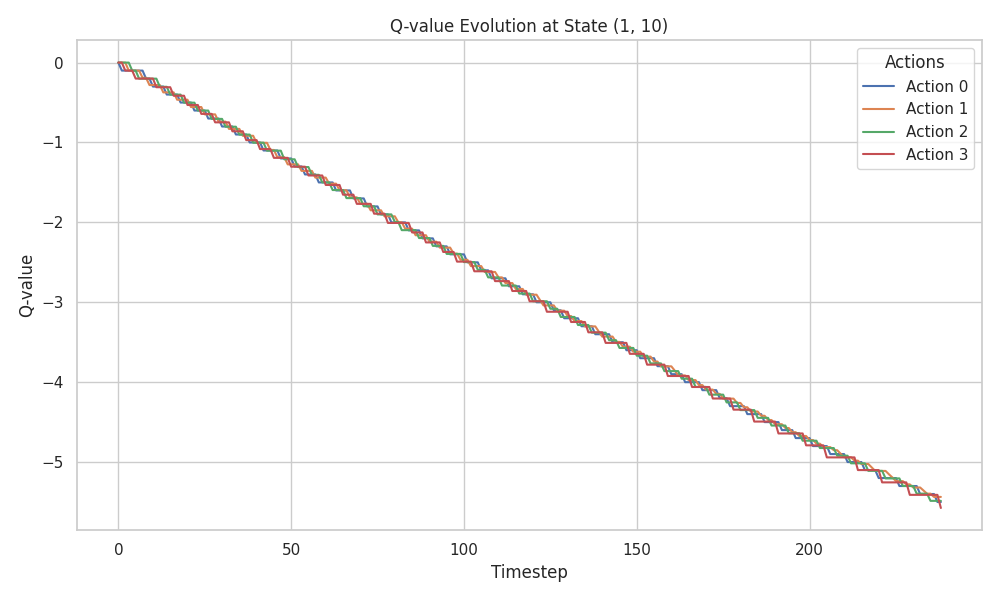 Q-value Evolution at State (1, 10)
Actions
Action 0
Action 1
Action 2
Action 3
Q-value
0
−1
−2
−3
−4
−5
0
50
100
150
200
Timestep